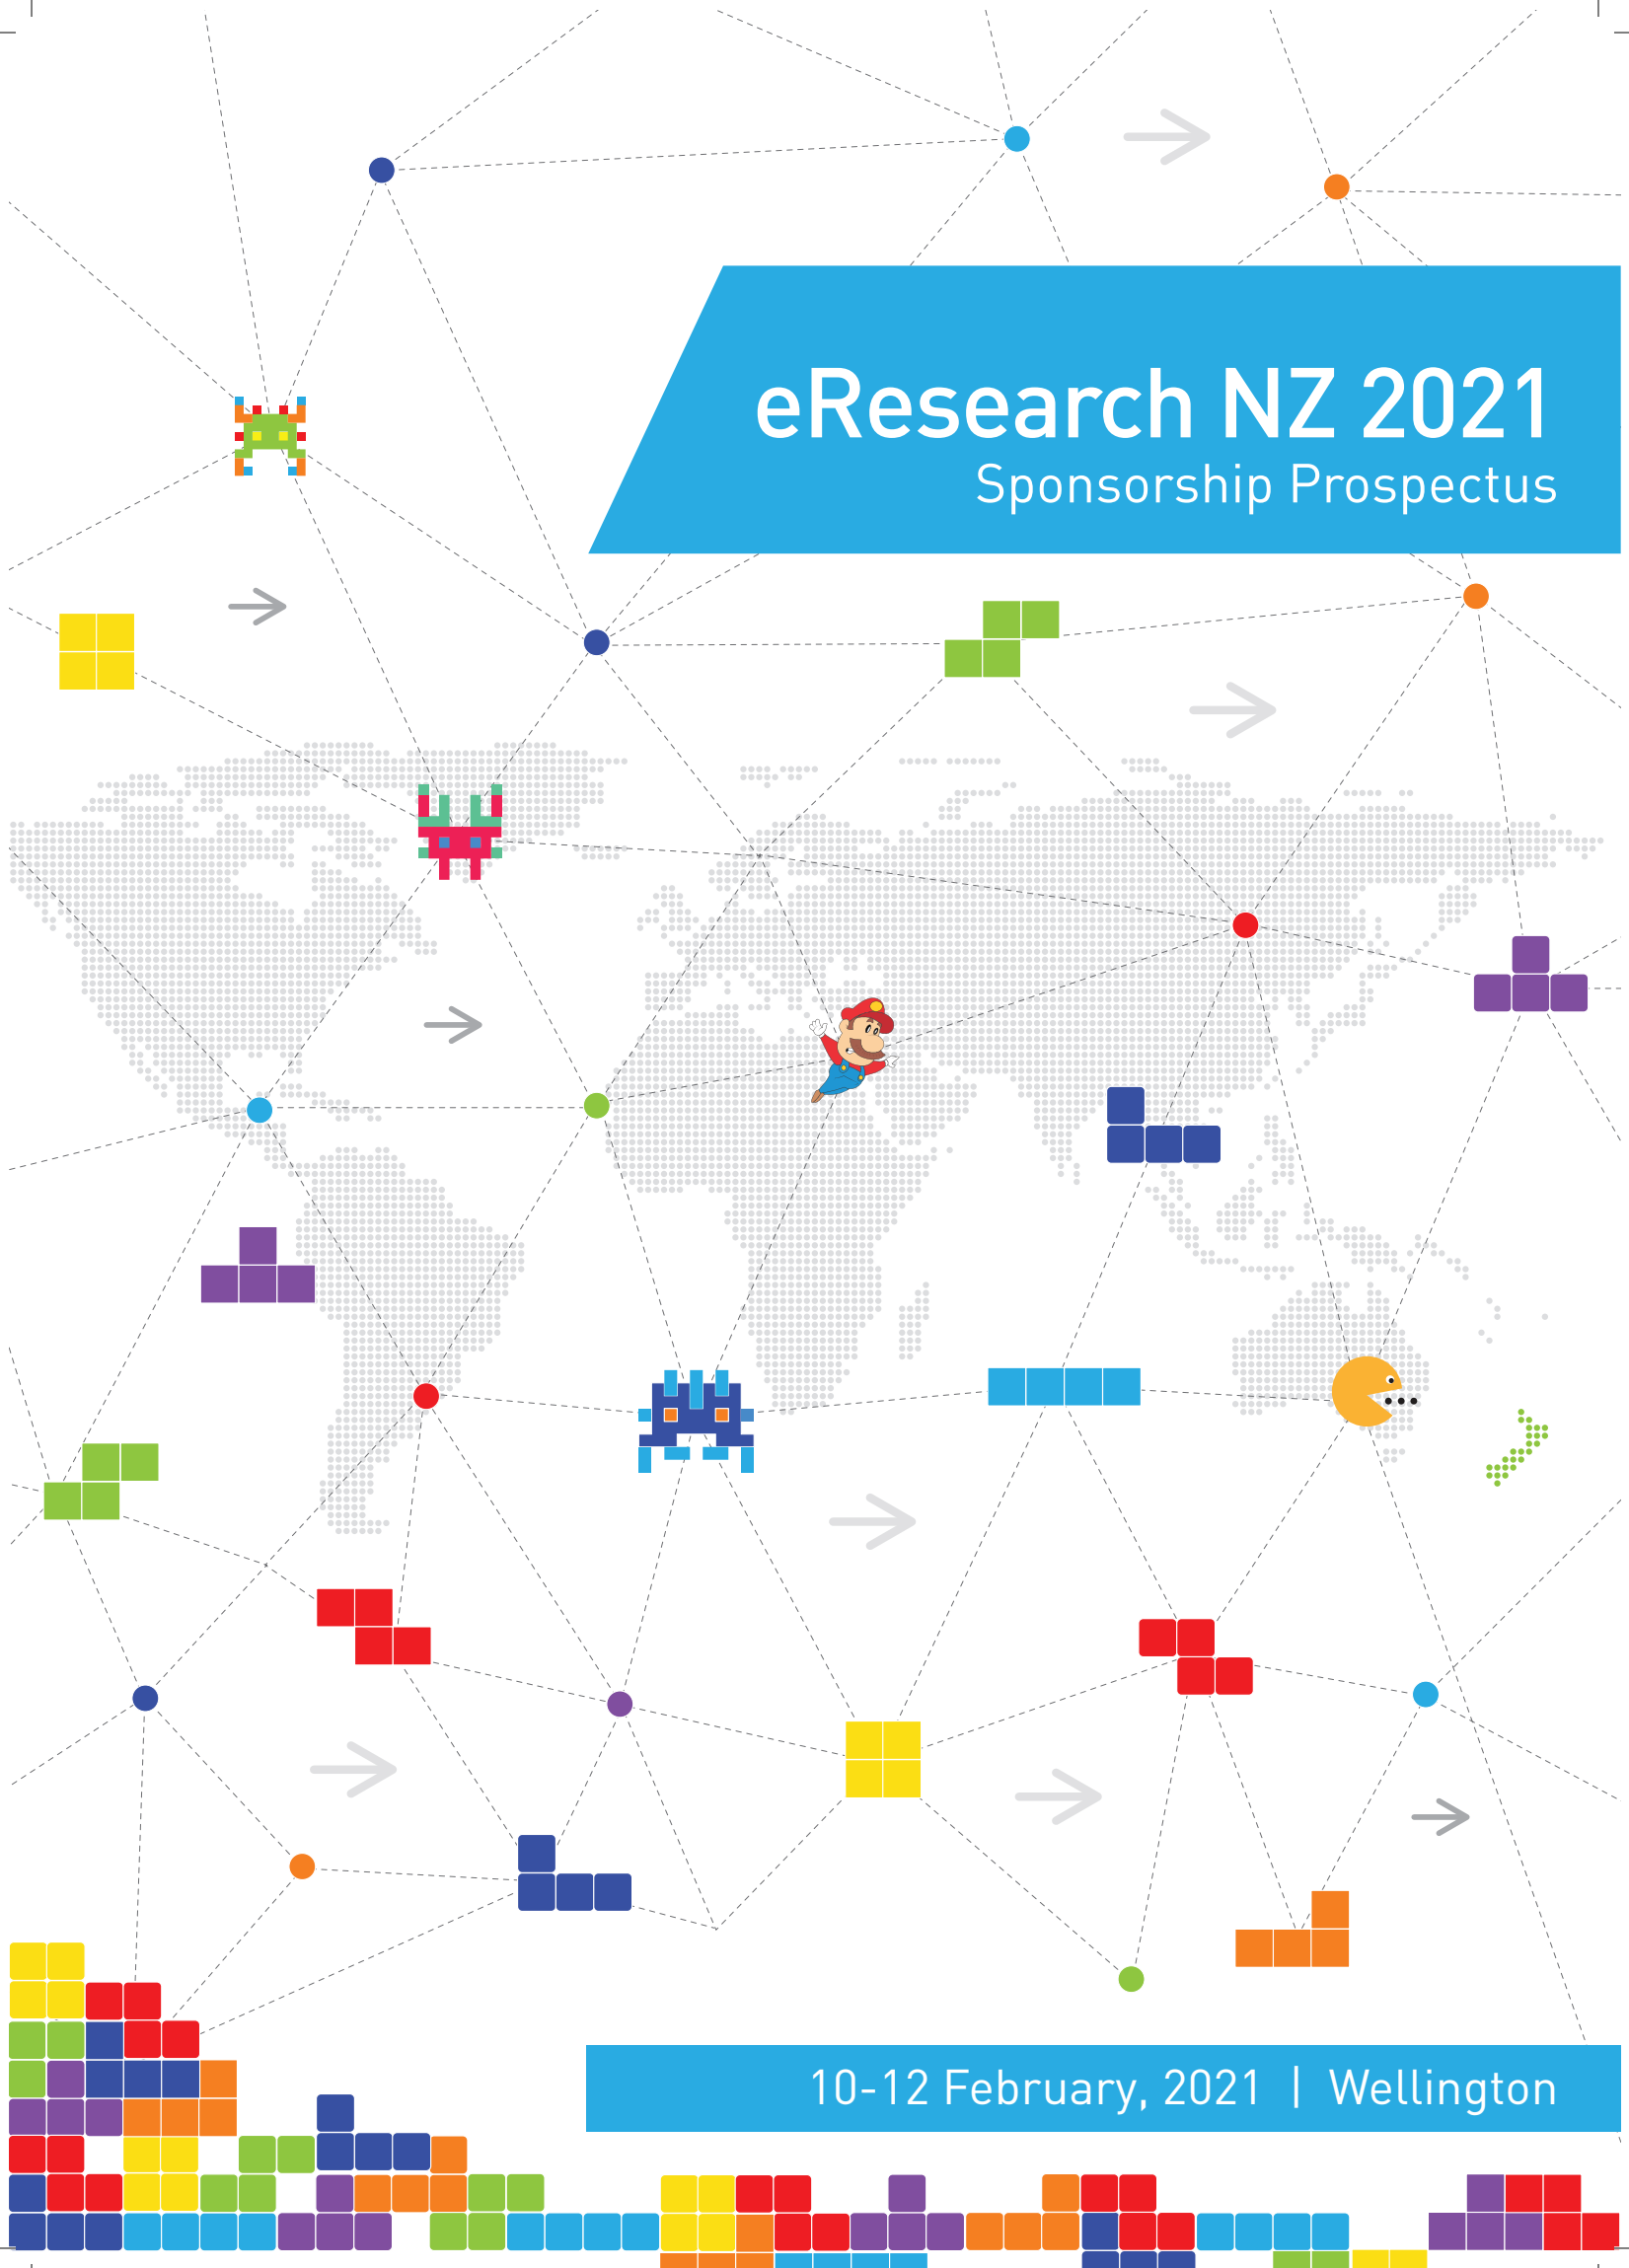 eResearch NZ 2021
Sponsorship Prospectus
10-12 February, 2021 | Wellington